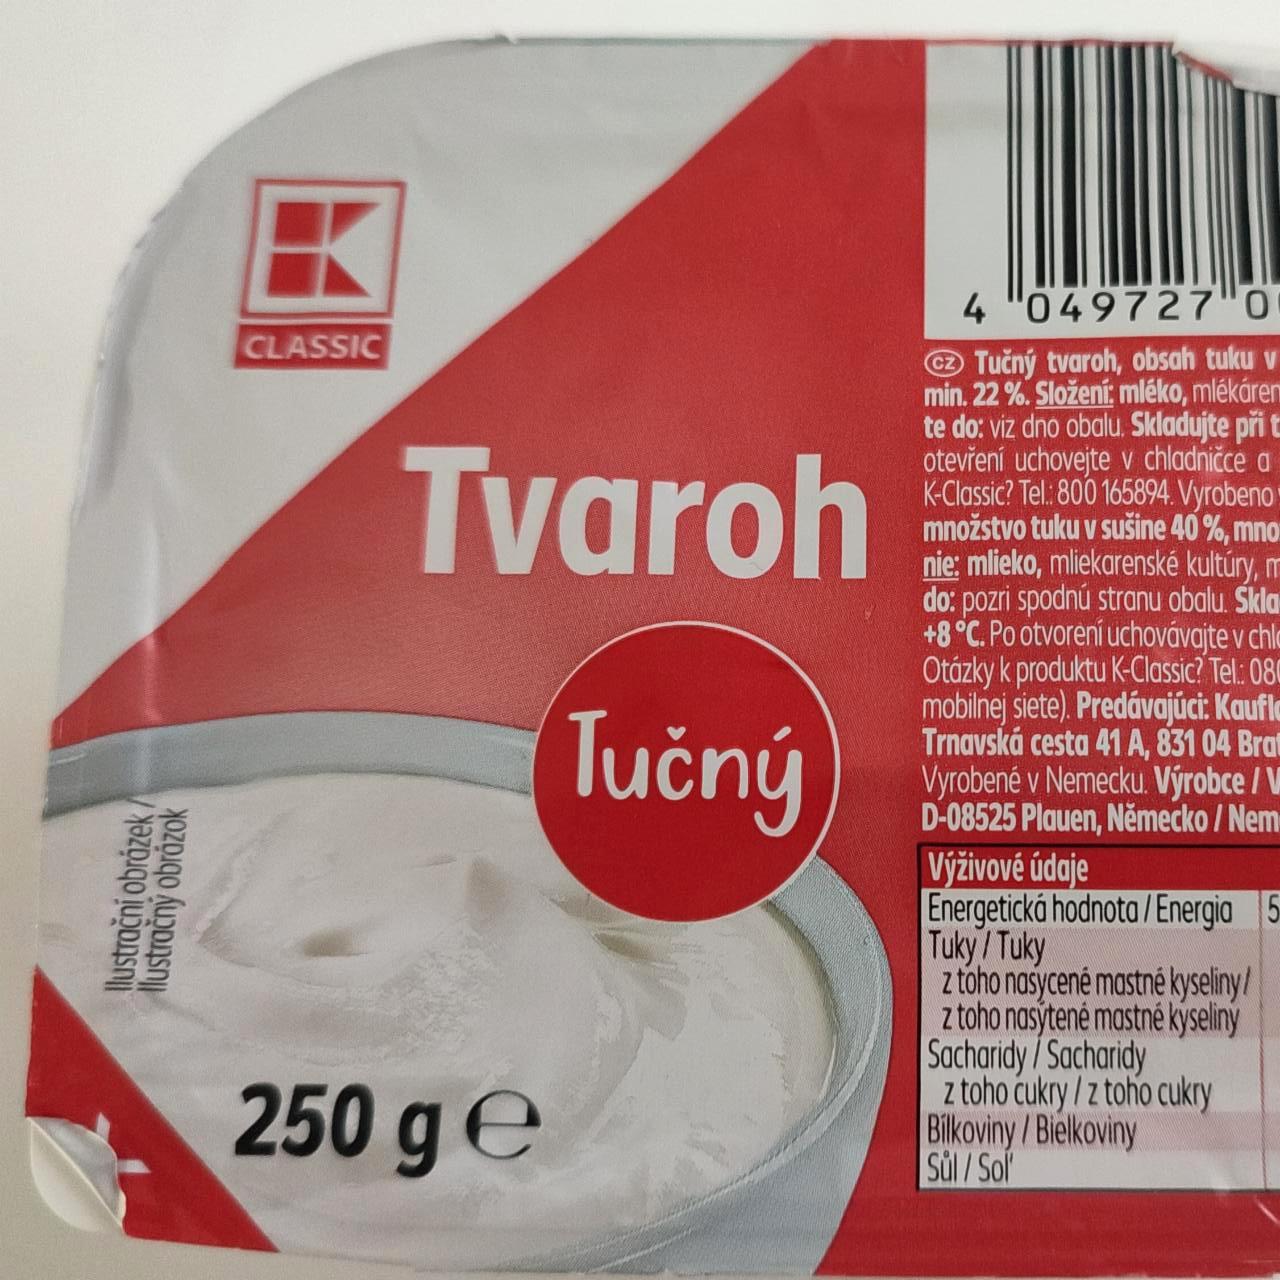 K
CLASSIC
Tvaroh
Tučný
Ilustrační obrázek /
Ilustračný obrázok
250 g ℮
4 049727 0
CZ Tučný tvaroh, obsah tuku v
min. 22 %. Složení: mléko, mlékáren
te do: viz dno obalu. Skladujte při t
otevření uchovejte v chladničce a
K-Classic? Tel.: 800 165894. Vyrobeno
množstvo tuku v sušine 40 %, mno
nie: mlieko, mliekarenské kultúry, m
do: pozri spodnú stranu obalu. Skla
+8 °C. Po otvorení uchovávajte v chl
Otázky k produktu K-Classic? Tel.: 08
mobilnej siete). Predávajúci: Kaufl
Trnavská cesta 41 A, 831 04 Brat
Vyrobené v Nemecku. Výrobce / V
D-08525 Plauen, Německo / Nem
Výživové údaje
Energetická hodnota / Energia 5
Tuky / Tuky
z toho nasycené mastné kyseliny /
z toho nasýtené mastné kyseliny
Sacharidy / Sacharidy
z toho cukry / z toho cukry
Bílkoviny / Bielkoviny
Sůl / Soľ